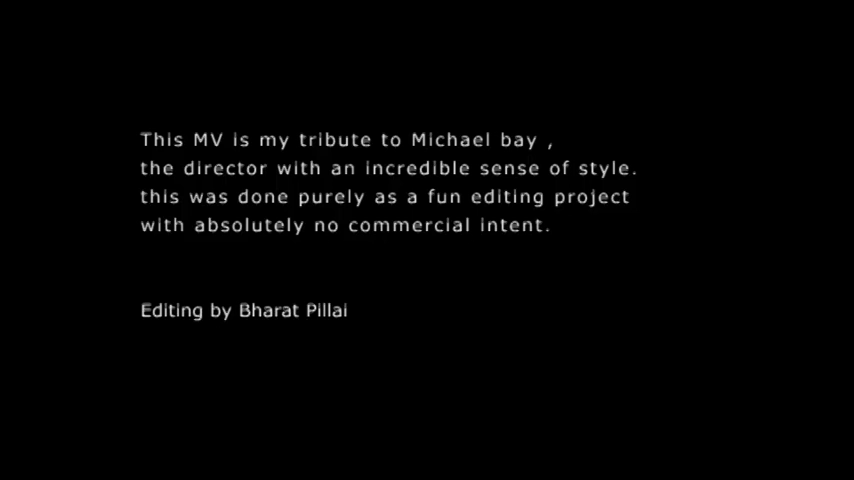 This MV is my tribute to Michael bay ,
the director with an incredible sense of style.
this was done purely as a fun editing project
with absolutely no commercial intent.
Editing by Bharat Pillai